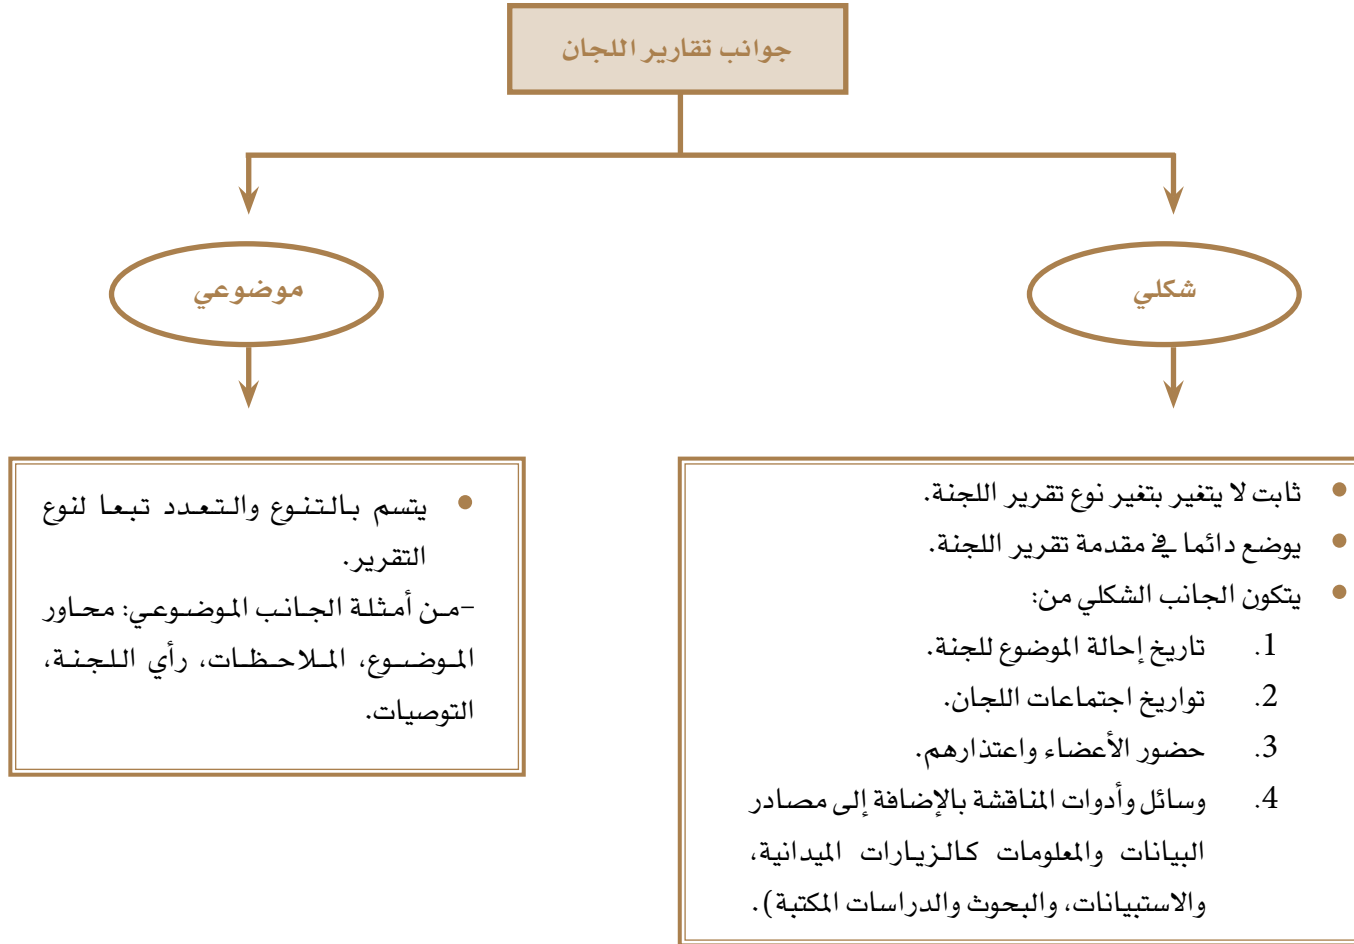 جوانب تقارير اللجان
شكلي
موضوعي
• ثابت لا يتغير بتغير نوع تقرير اللجنة.
• يوضع دائما في مقدمة تقرير اللجنة.
• يتكون الجانب الشكلي من:
1. تاريخ إحالة الموضوع للجنة.
2. تواريخ اجتماعات اللجان.
3. حضور الأعضاء واعتذارهم.
4. وسائل وأدوات المناقشة بالإضافة إلى مصادر
البيانات والمعلومات كالزيارات الميدانية،
والاستبيانات، والبحوث والدراسات المكتبة).
• يتسم بالتنوع والتعدد تبعا لنوع
التقرير.
-من أمثلة الجانب الموضوعي: محاور
الموضوع، الملاحظات، رأي اللجنة،
التوصيات.